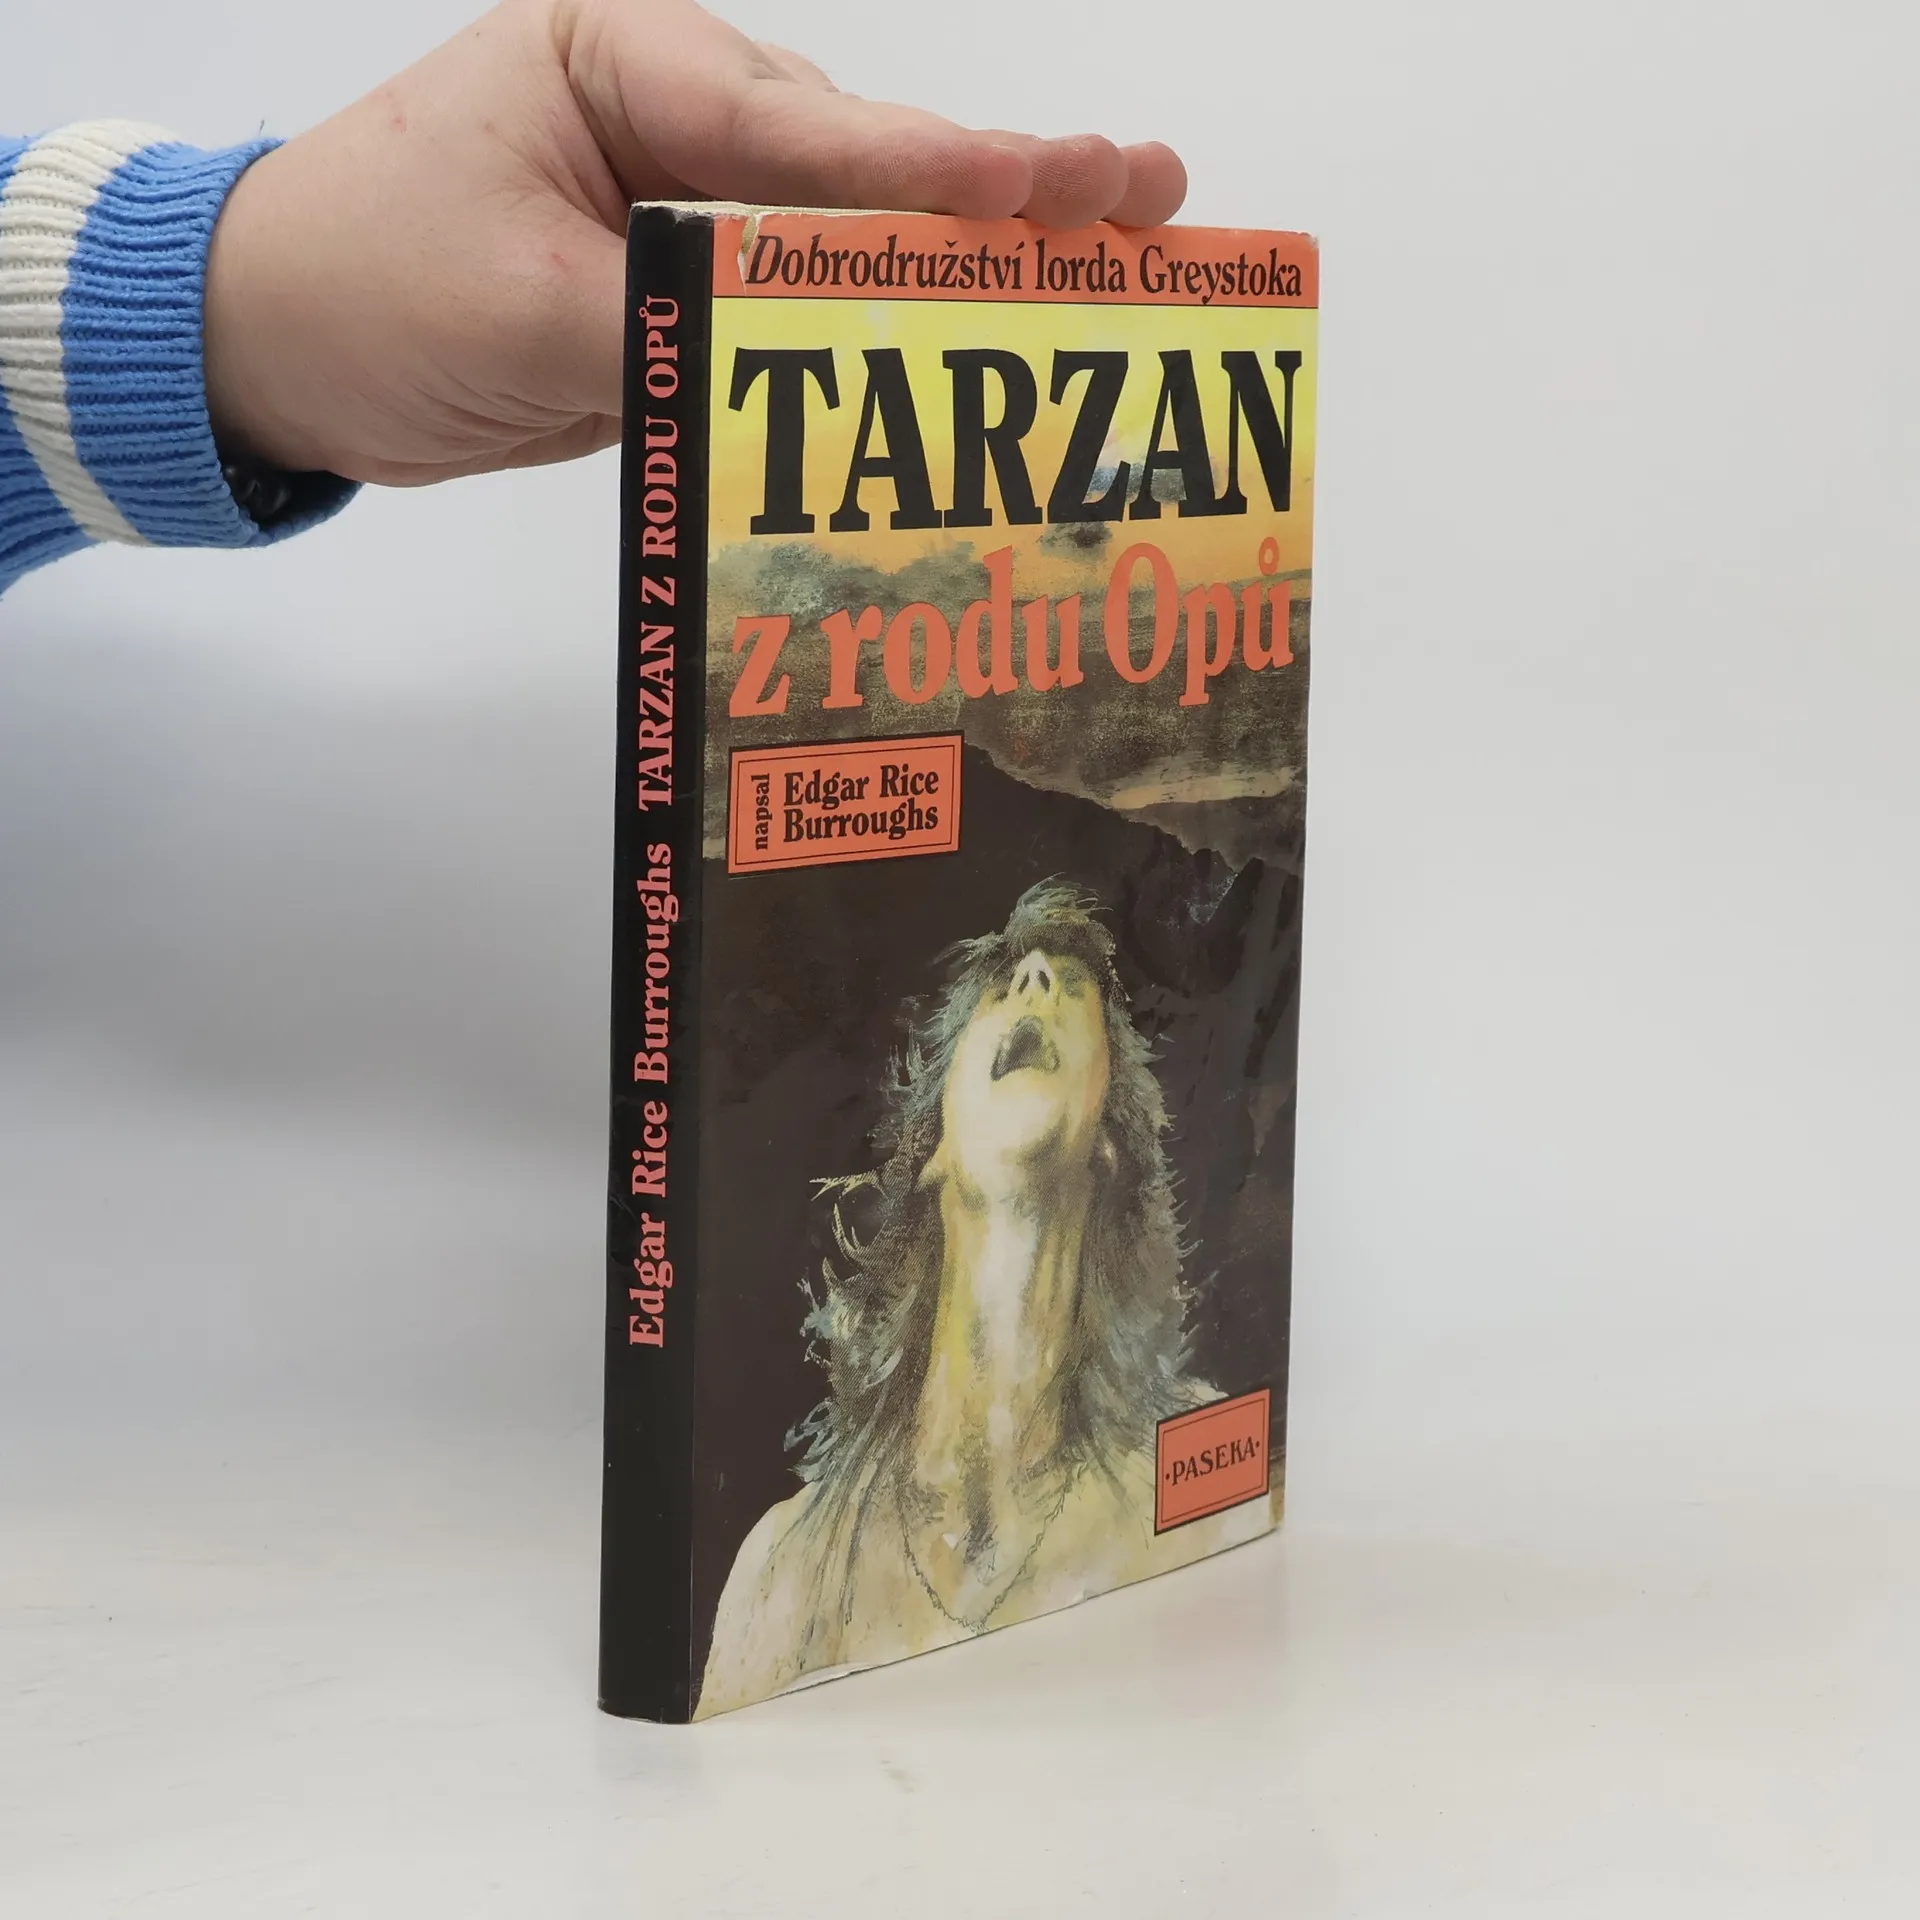 Dobrodružství lorda Greystoka
TARZAN
z rodu Opů
napsal
Edgar Rice
Burroughs
·PASEKA·
Edgar Rice Burroughs TARZAN Z RODU OPŮ